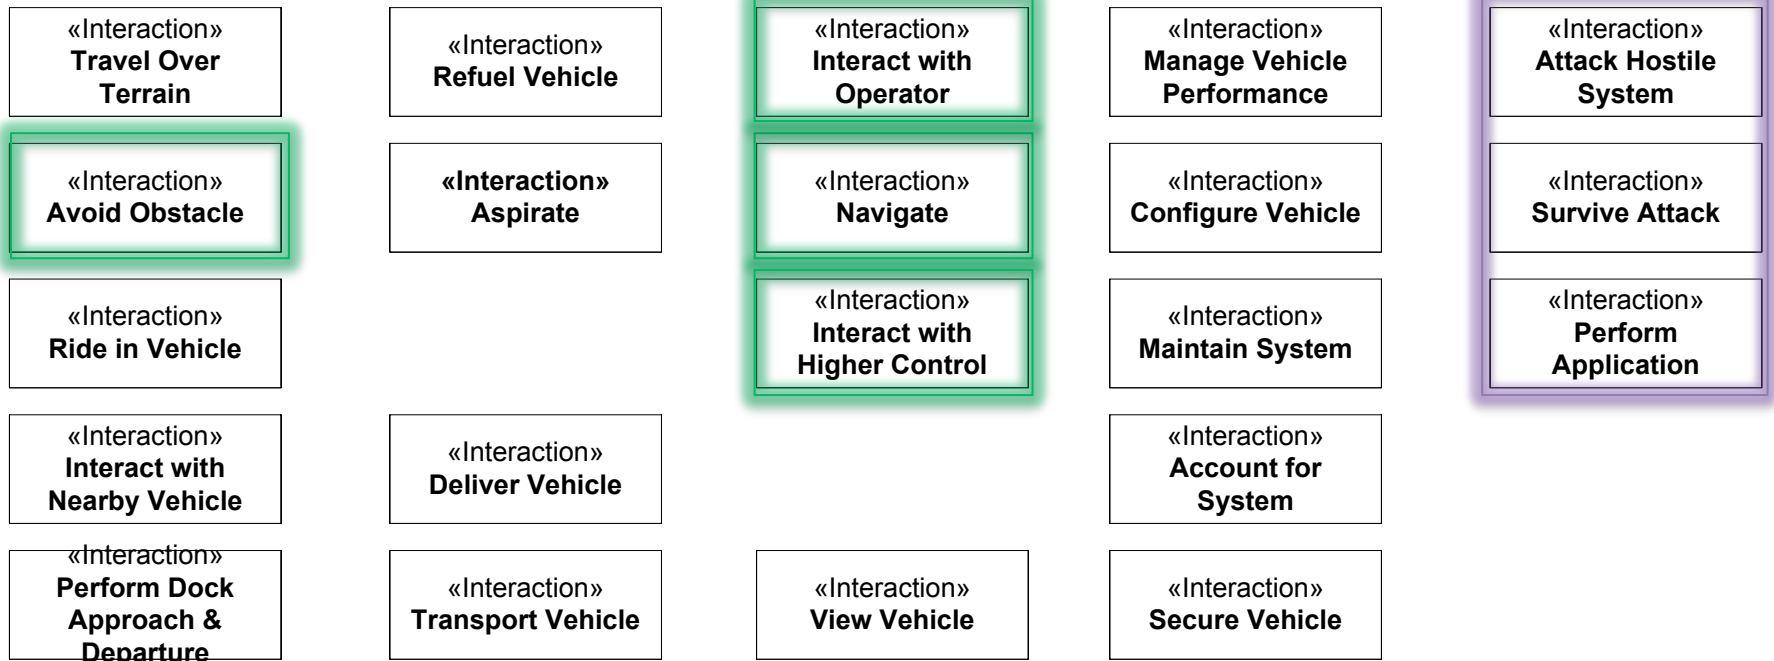 «Interaction»
Travel Over
Terrain
«Interaction»
Refuel Vehicle
«Interaction»
Interact with
Operator
«Interaction»
Manage Vehicle
Performance
«Interaction»
Attack Hostile
System
«Interaction»
Avoid Obstacle
«Interaction»
Aspirate
«Interaction»
Navigate
«Interaction»
Configure Vehicle
«Interaction»
Survive Attack
«Interaction»
Ride in Vehicle
«Interaction»
Interact with
Higher Control
«Interaction»
Maintain System
«Interaction»
Perform
Application
«Interaction»
Interact with
Nearby Vehicle
«Interaction»
Deliver Vehicle
«Interaction»
Account for
System
«Interaction»
Perform Dock
Approach &
Departure
«Interaction»
Transport Vehicle
«Interaction»
View Vehicle
«Interaction»
Secure Vehicle